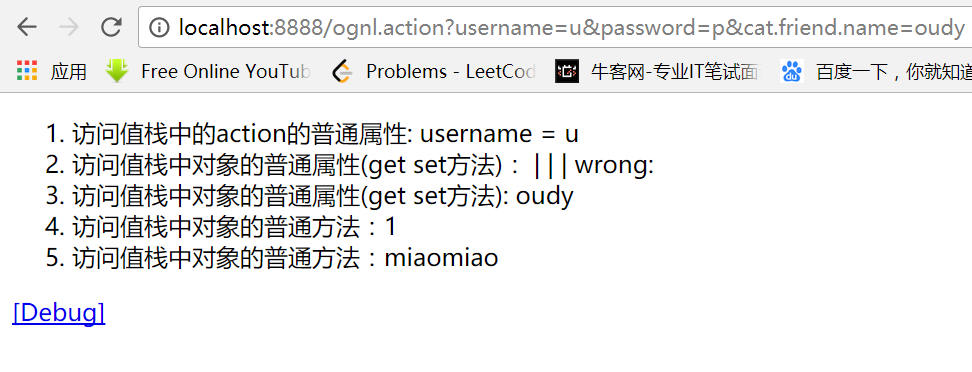 localhost:8888/ognl.action?username=u&password=p&cat.friend.name=oudy
应用 Free Online YouTub Problems - LeetCod 牛客网-专业IT笔试面 百度一下，你就知道
1. 访问值栈中的action的普通属性: username = u
2. 访问值栈中对象的普通属性(get set方法)： | | | wrong:
3. 访问值栈中对象的普通属性(get set方法): oudy
4. 访问值栈中对象的普通方法：1
5. 访问值栈中对象的普通方法：miaomiao
[Debug]